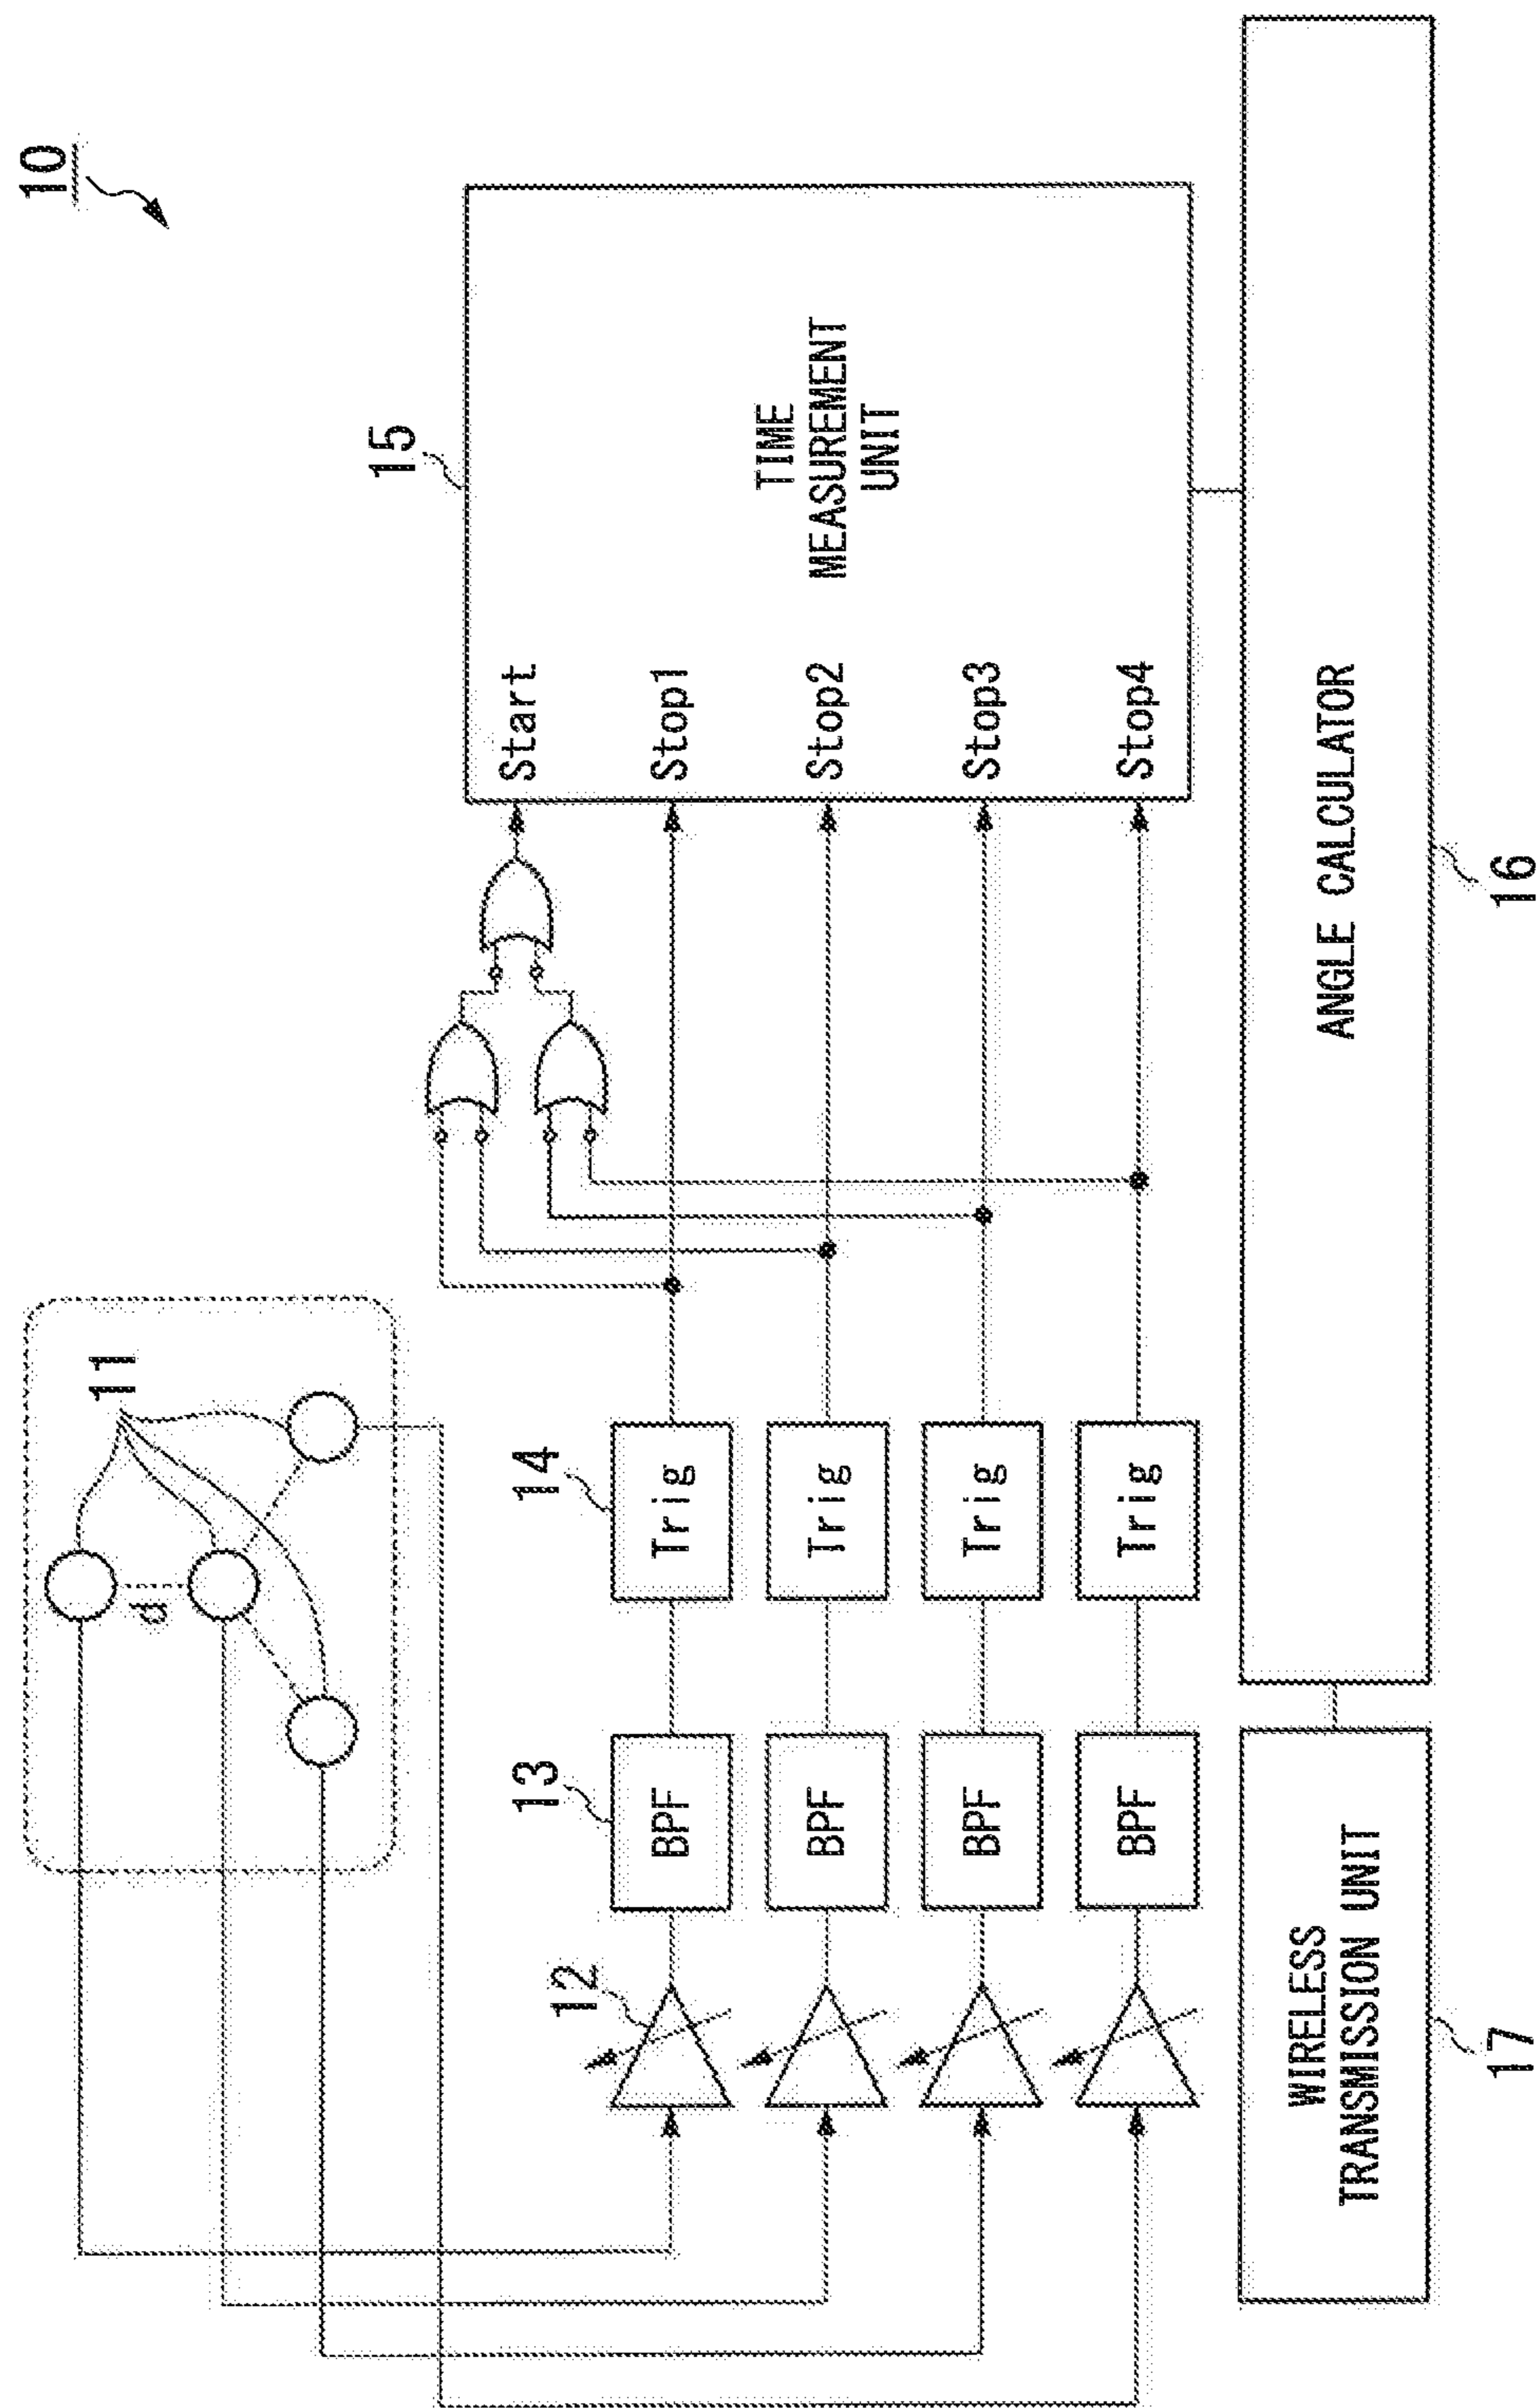 10
11
d
12
13
14
15
BPF
Trig
BPF
Trig
BPF
Trig
BPF
Trig
Start
Stop1
Stop2
Stop3
Stop4
TIME
MEASUREMENT
UNIT
WIRELESS
TRANSMISSION UNIT
17
ANGLE CALCULATOR
16